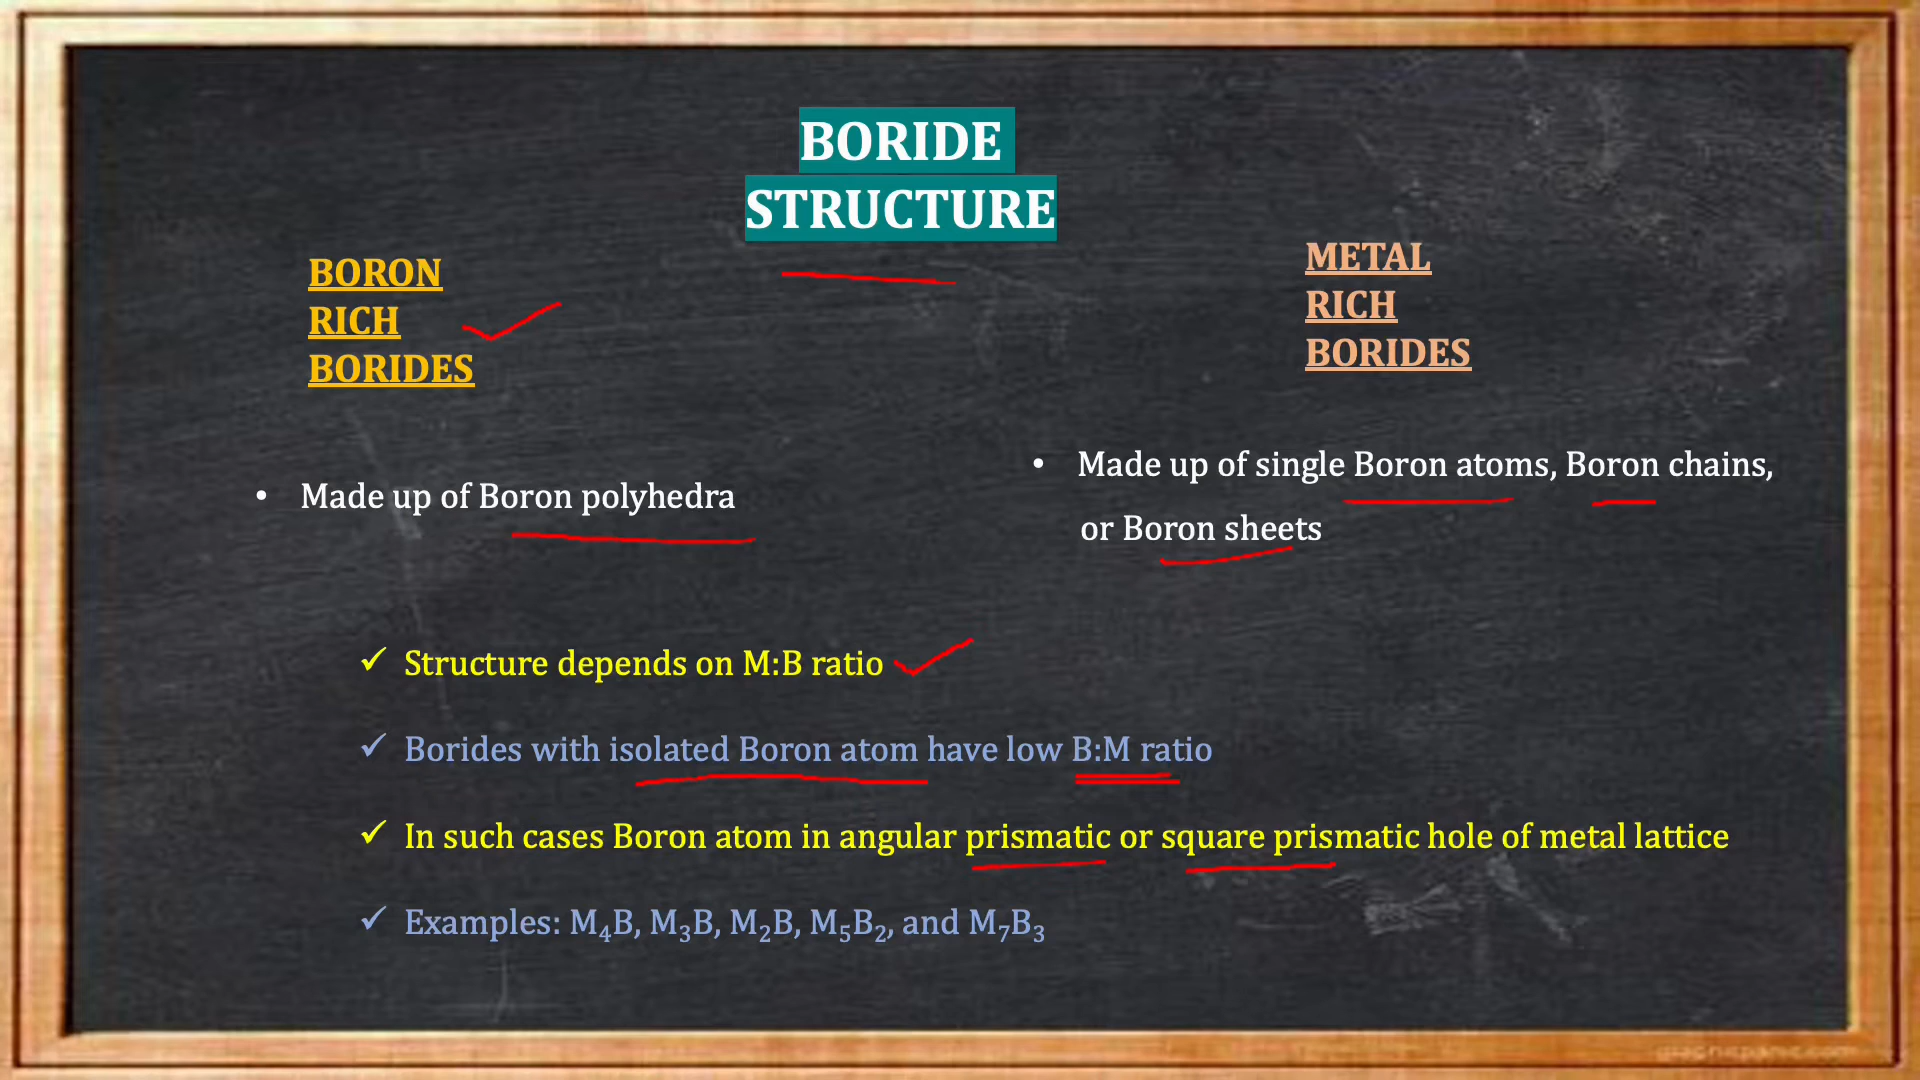 BORIDE
STRUCTURE
BORON
RICH
BORIDES
METAL
RICH
BORIDES
• Made up of Boron polyhedra
• Made up of single Boron atoms, Boron chains,
or Boron sheets
✓ Structure depends on M:B ratio
✓ Borides with isolated Boron atom have low B:M ratio
✓ In such cases Boron atom in angular prismatic or square prismatic hole of metal lattice
✓ Examples: M₄B, M₃B, M₂B, M₅B₂, and M₇B₃